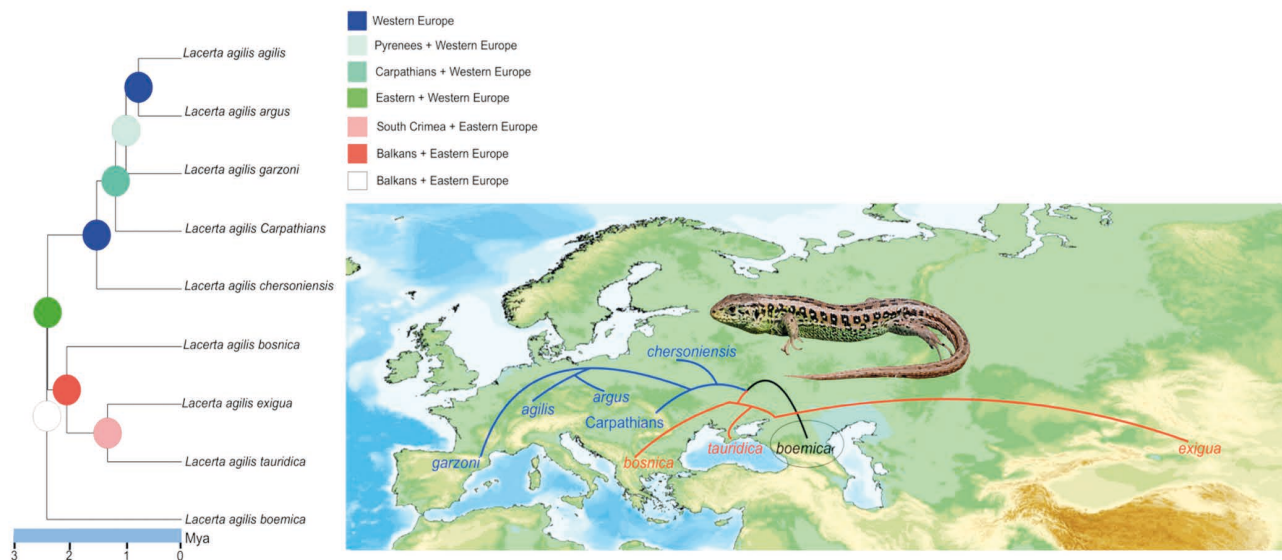 Lacerta agilis agilis
Lacerta agilis argus
Lacerta agilis garzoni
Lacerta agilis Carpathians
Lacerta agilis chersoniensis
Lacerta agilis bosnica
Lacerta agilis exigua
Lacerta agilis tauridica
Lacerta agilis boemica
Mya
3 2 1 0
Western Europe
Pyrenees + Western Europe
Carpathians + Western Europe
Eastern + Western Europe
South Crimea + Eastern Europe
Balkans + Eastern Europe
Balkans + Eastern Europe
chersoniensis
argus
agilis
Carpathians
garzoni
bosnica
tauridica
boemica
exigua